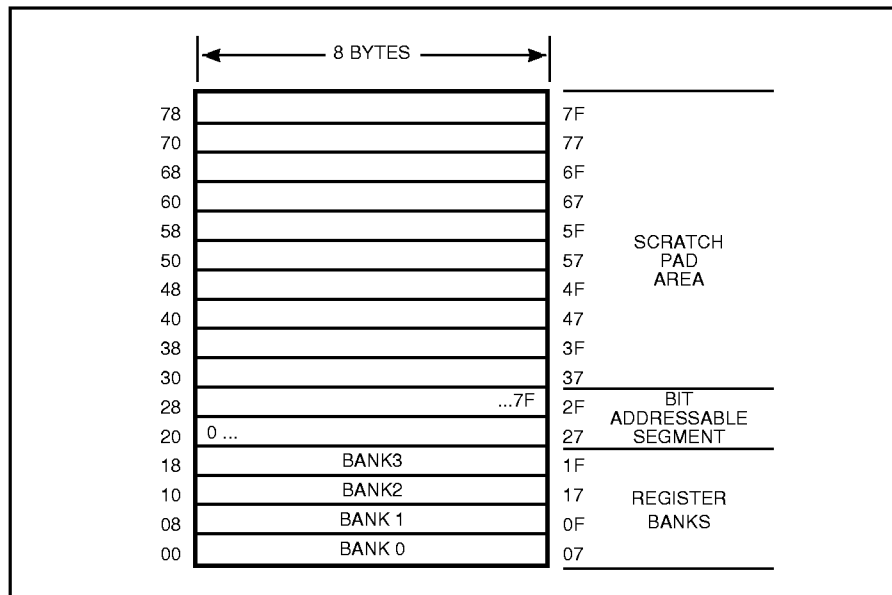 8 BYTES
78 7F
70 77
68 6F
60 67
58 5F
50 57
48 4F
40 47
38 3F
30 37
SCRATCH
PAD
AREA
28 ...7F 2F
20 0 ... 27
BIT
ADDRESSABLE
SEGMENT
18 BANK3 1F
10 BANK2 17
08 BANK 1 0F
00 BANK 0 07
REGISTER
BANKS